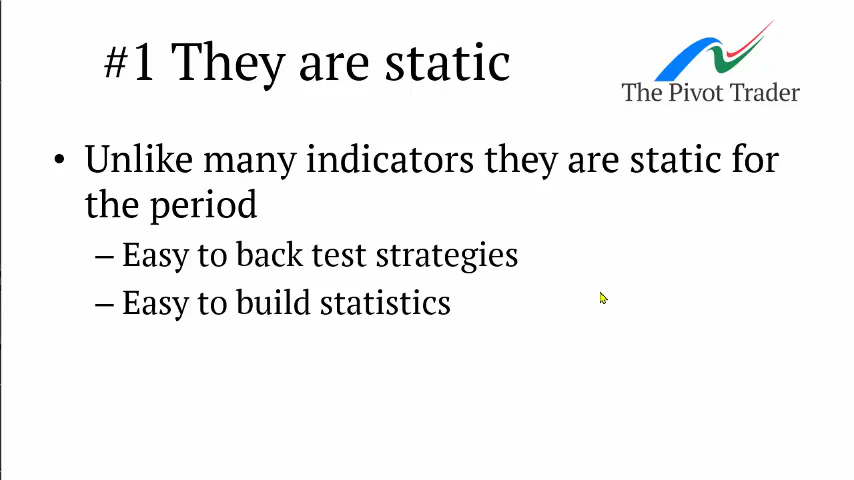 #1 They are static
The Pivot Trader
• Unlike many indicators they are static for
the period
– Easy to back test strategies
– Easy to build statistics